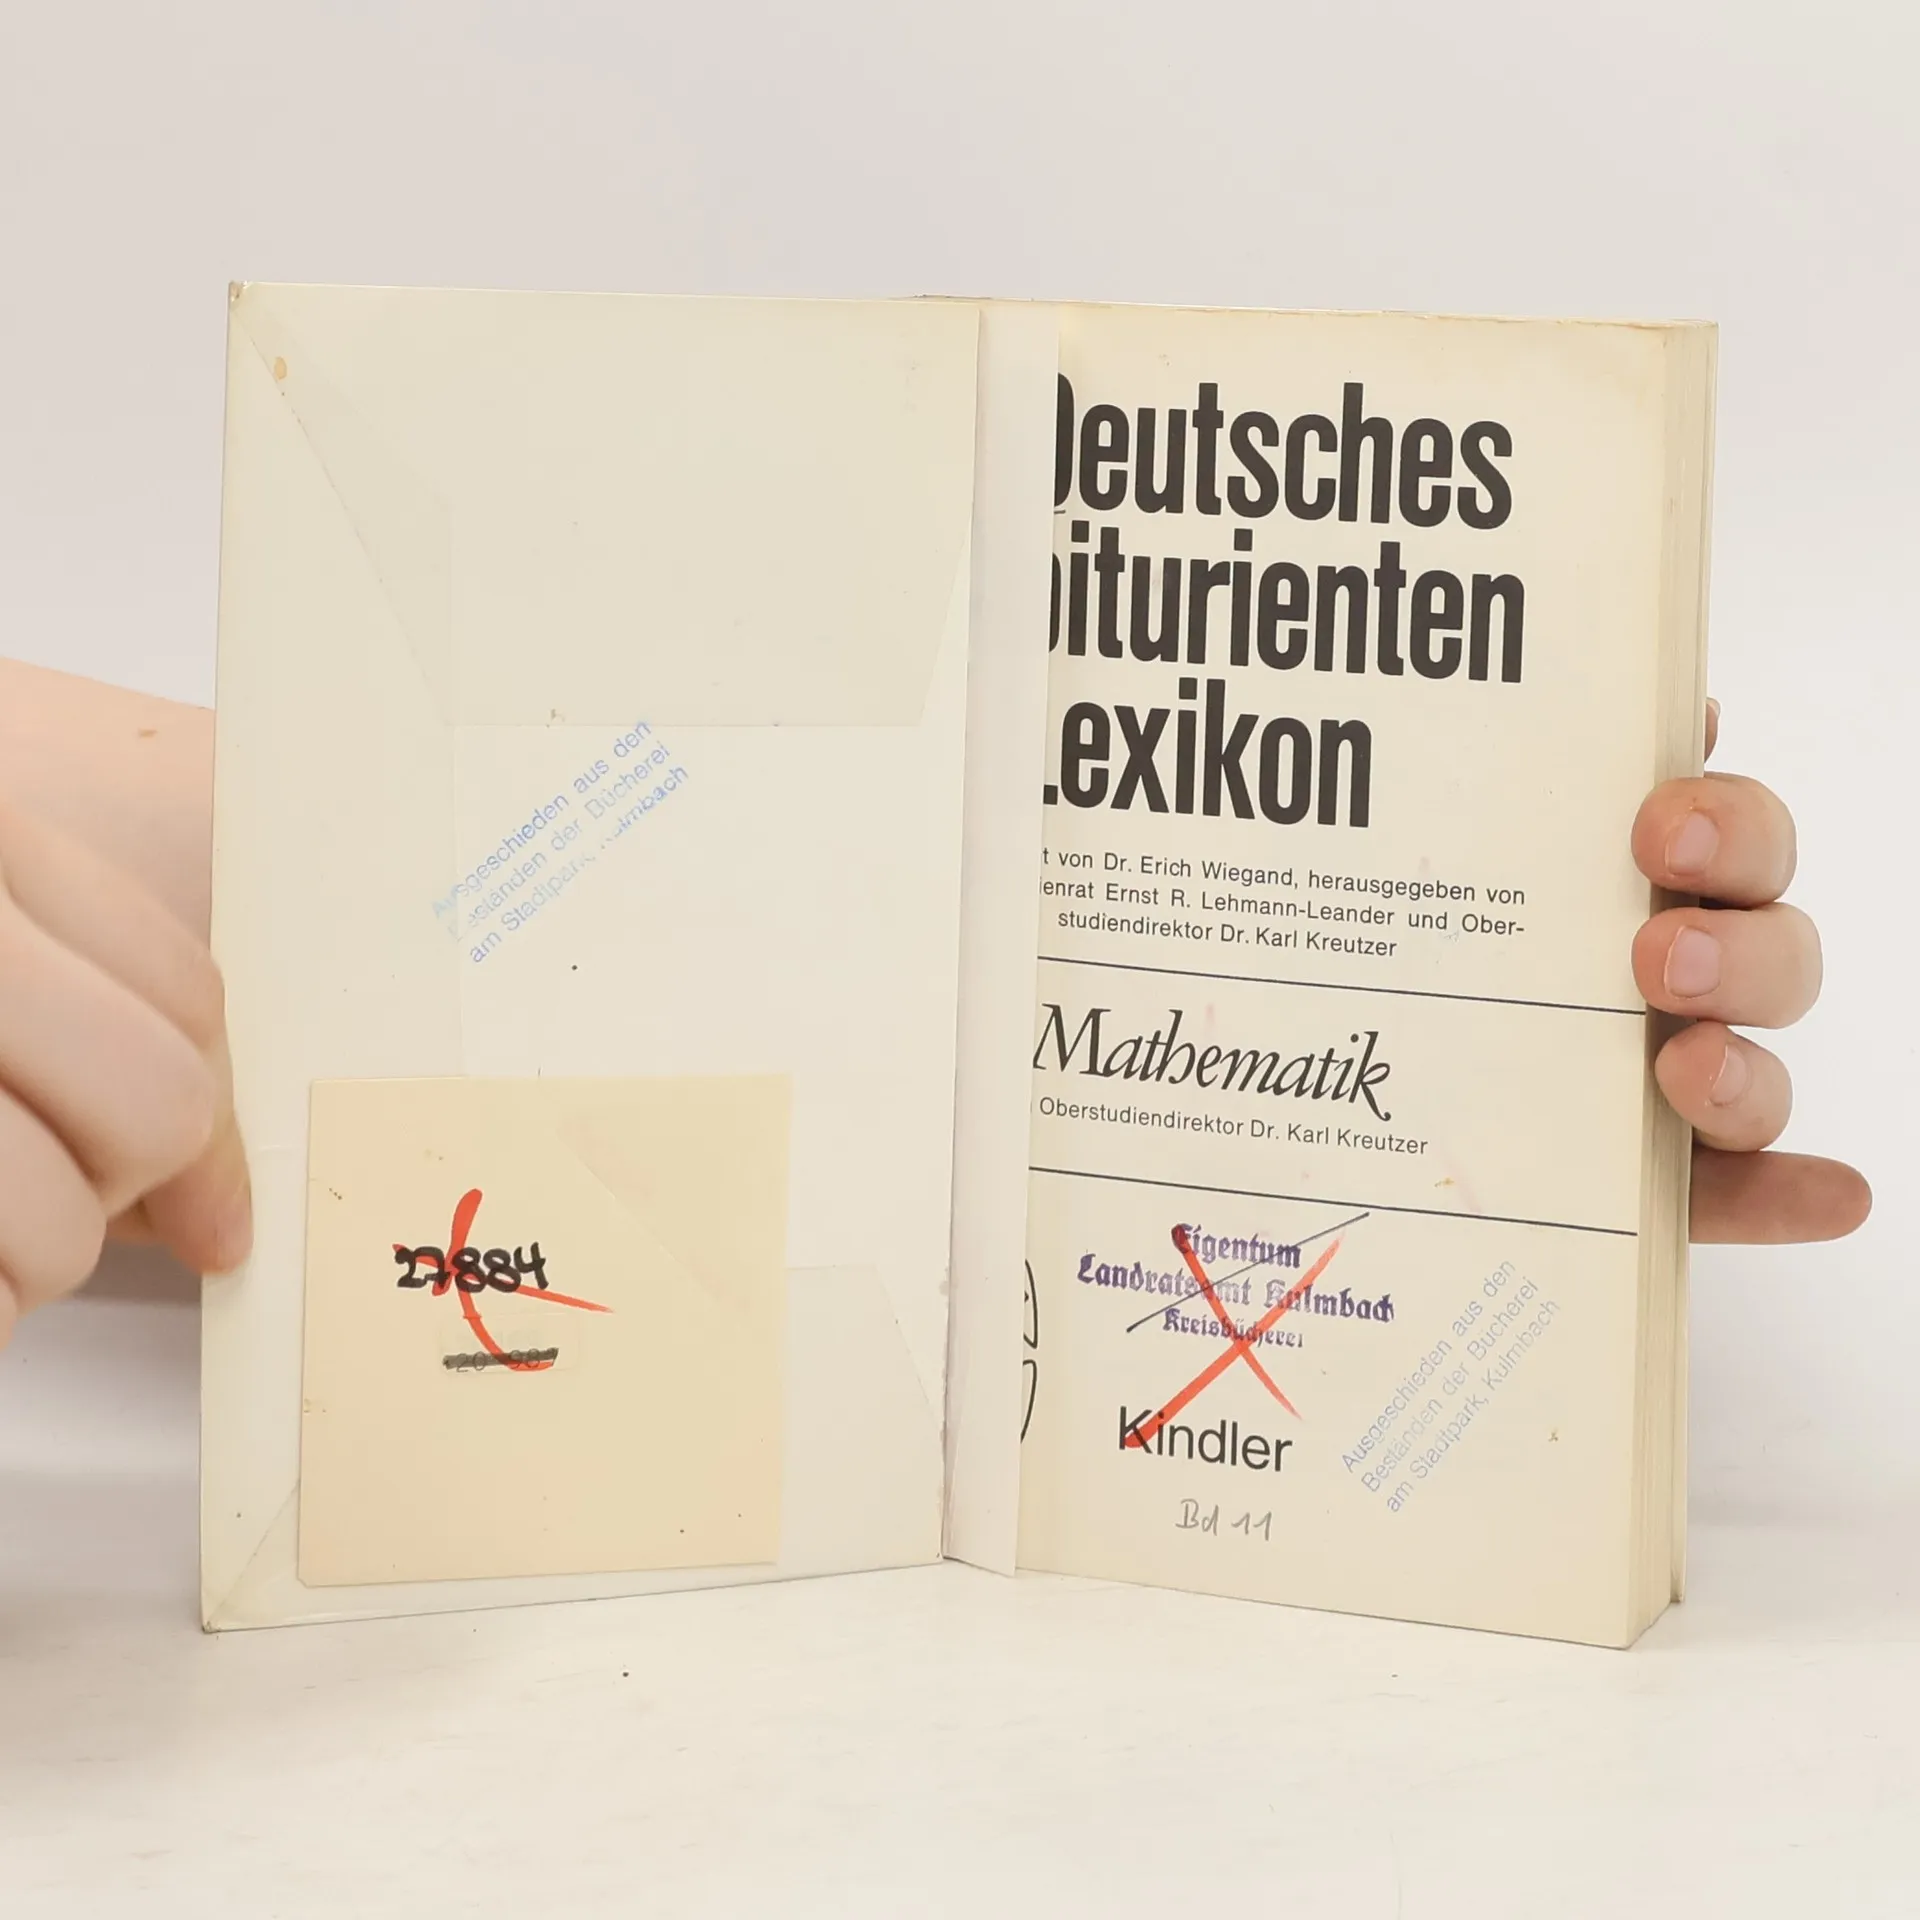 Ausgeschieden aus den
Beständen der Bücherei
am Stadtpark, Kulmbach
27884
Deutsches
biturienten
Lexikon
t von Dr. Erich Wiegand, herausgegeben von
ienrat Ernst R. Lehmann-Leander und Ober-
studiendirektor Dr. Karl Kreutzer
Mathematik
Oberstudiendirektor Dr. Karl Kreutzer
Eigentum
Landratsamt Kulmbach
Kreisbücherei
Kindler
Ausgeschieden aus den
Beständen der Bücherei
am Stadtpark, Kulmbach
Bd 11